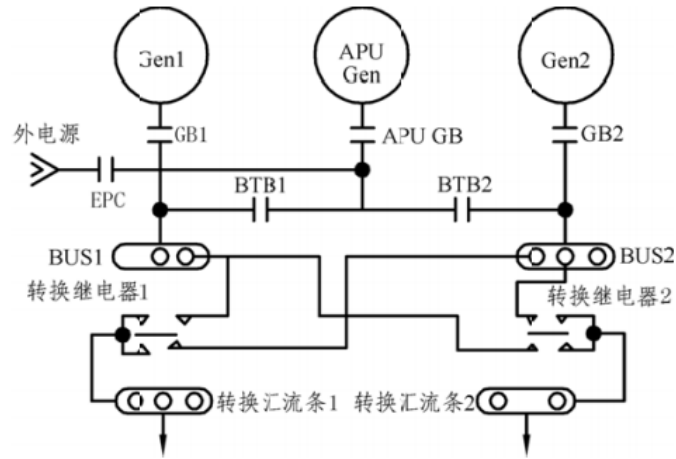 Gen1
APU
Gen
Gen2
GB1
APU GB
GB2
外电源
EPC
BTB1
BTB2
BUS1
BUS2
转换继电器1
转换继电器2
转换汇流条1
转换汇流条2